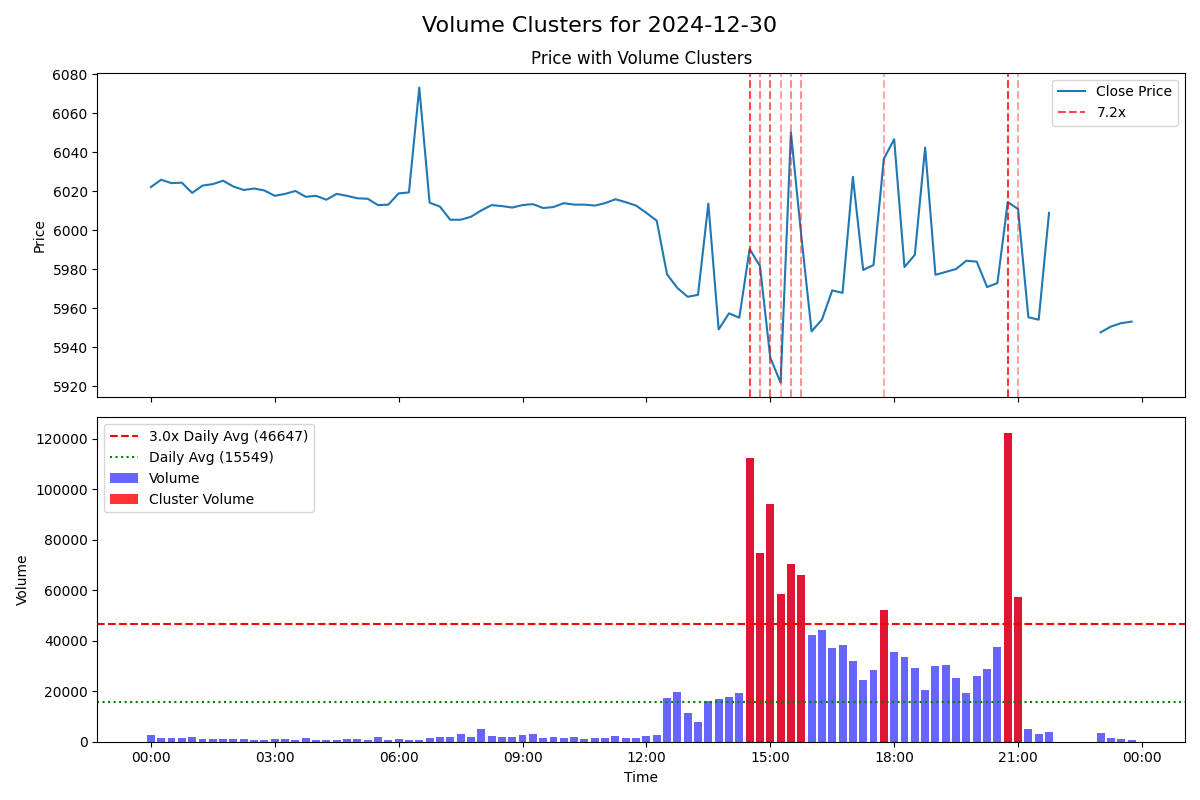 Volume Clusters for 2024-12-30
Price with Volume Clusters
6080
6060
6040
6020
6000
5980
5960
5940
5920
Price
Close Price
7.2x
120000
100000
80000
60000
40000
20000
0
Volume
3.0x Daily Avg (46647)
Daily Avg (15549)
Volume
Cluster Volume
00:00 03:00 06:00 09:00 12:00 15:00 18:00 21:00 00:00
Time